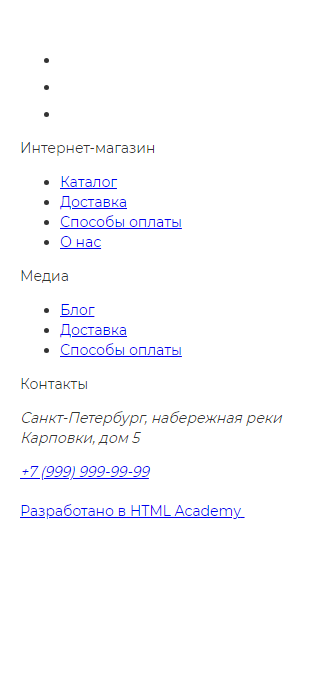 Интернет-магазин
Каталог
Доставка
Способы оплаты
О нас
Медиа
Блог
Доставка
Способы оплаты
Контакты
Санкт-Петербург, набережная реки
Карповки, дом 5
+7 (999) 999-99-99
Разработано в HTML Academy